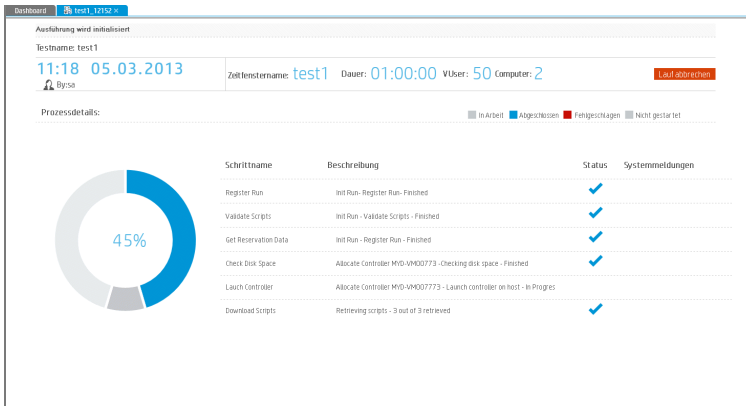 Dashboard test1_12152 ×
Ausführung wird initialisiert
Testname: test1
11:18 05.03.2013
By:sa
Zeitfenstername: test1 Dauer: 01:00:00 VUser: 50 Computer: 2
Lauf abbrechen
Prozessdetails:
In Arbeit Abgeschlossen Fehlgeschlagen Nicht gestartet
45%
Schrittname Beschreibung Status Systemmeldungen
Register Run Init Run- Register Run- Finished
Validate Scripts Init Run - Validate Scripts - Finished
Get Reservation Data Init Run - Register Run - Finished
Check Disk Space Allocate Controller MYD-VM00773 -Checking disk space - Finished
Lauch Controller Allocate Controller MYD-VM007773 - Launch controller on host - In Progres
Download Scripts Retrieving scripts - 3 out of 3 retrieved